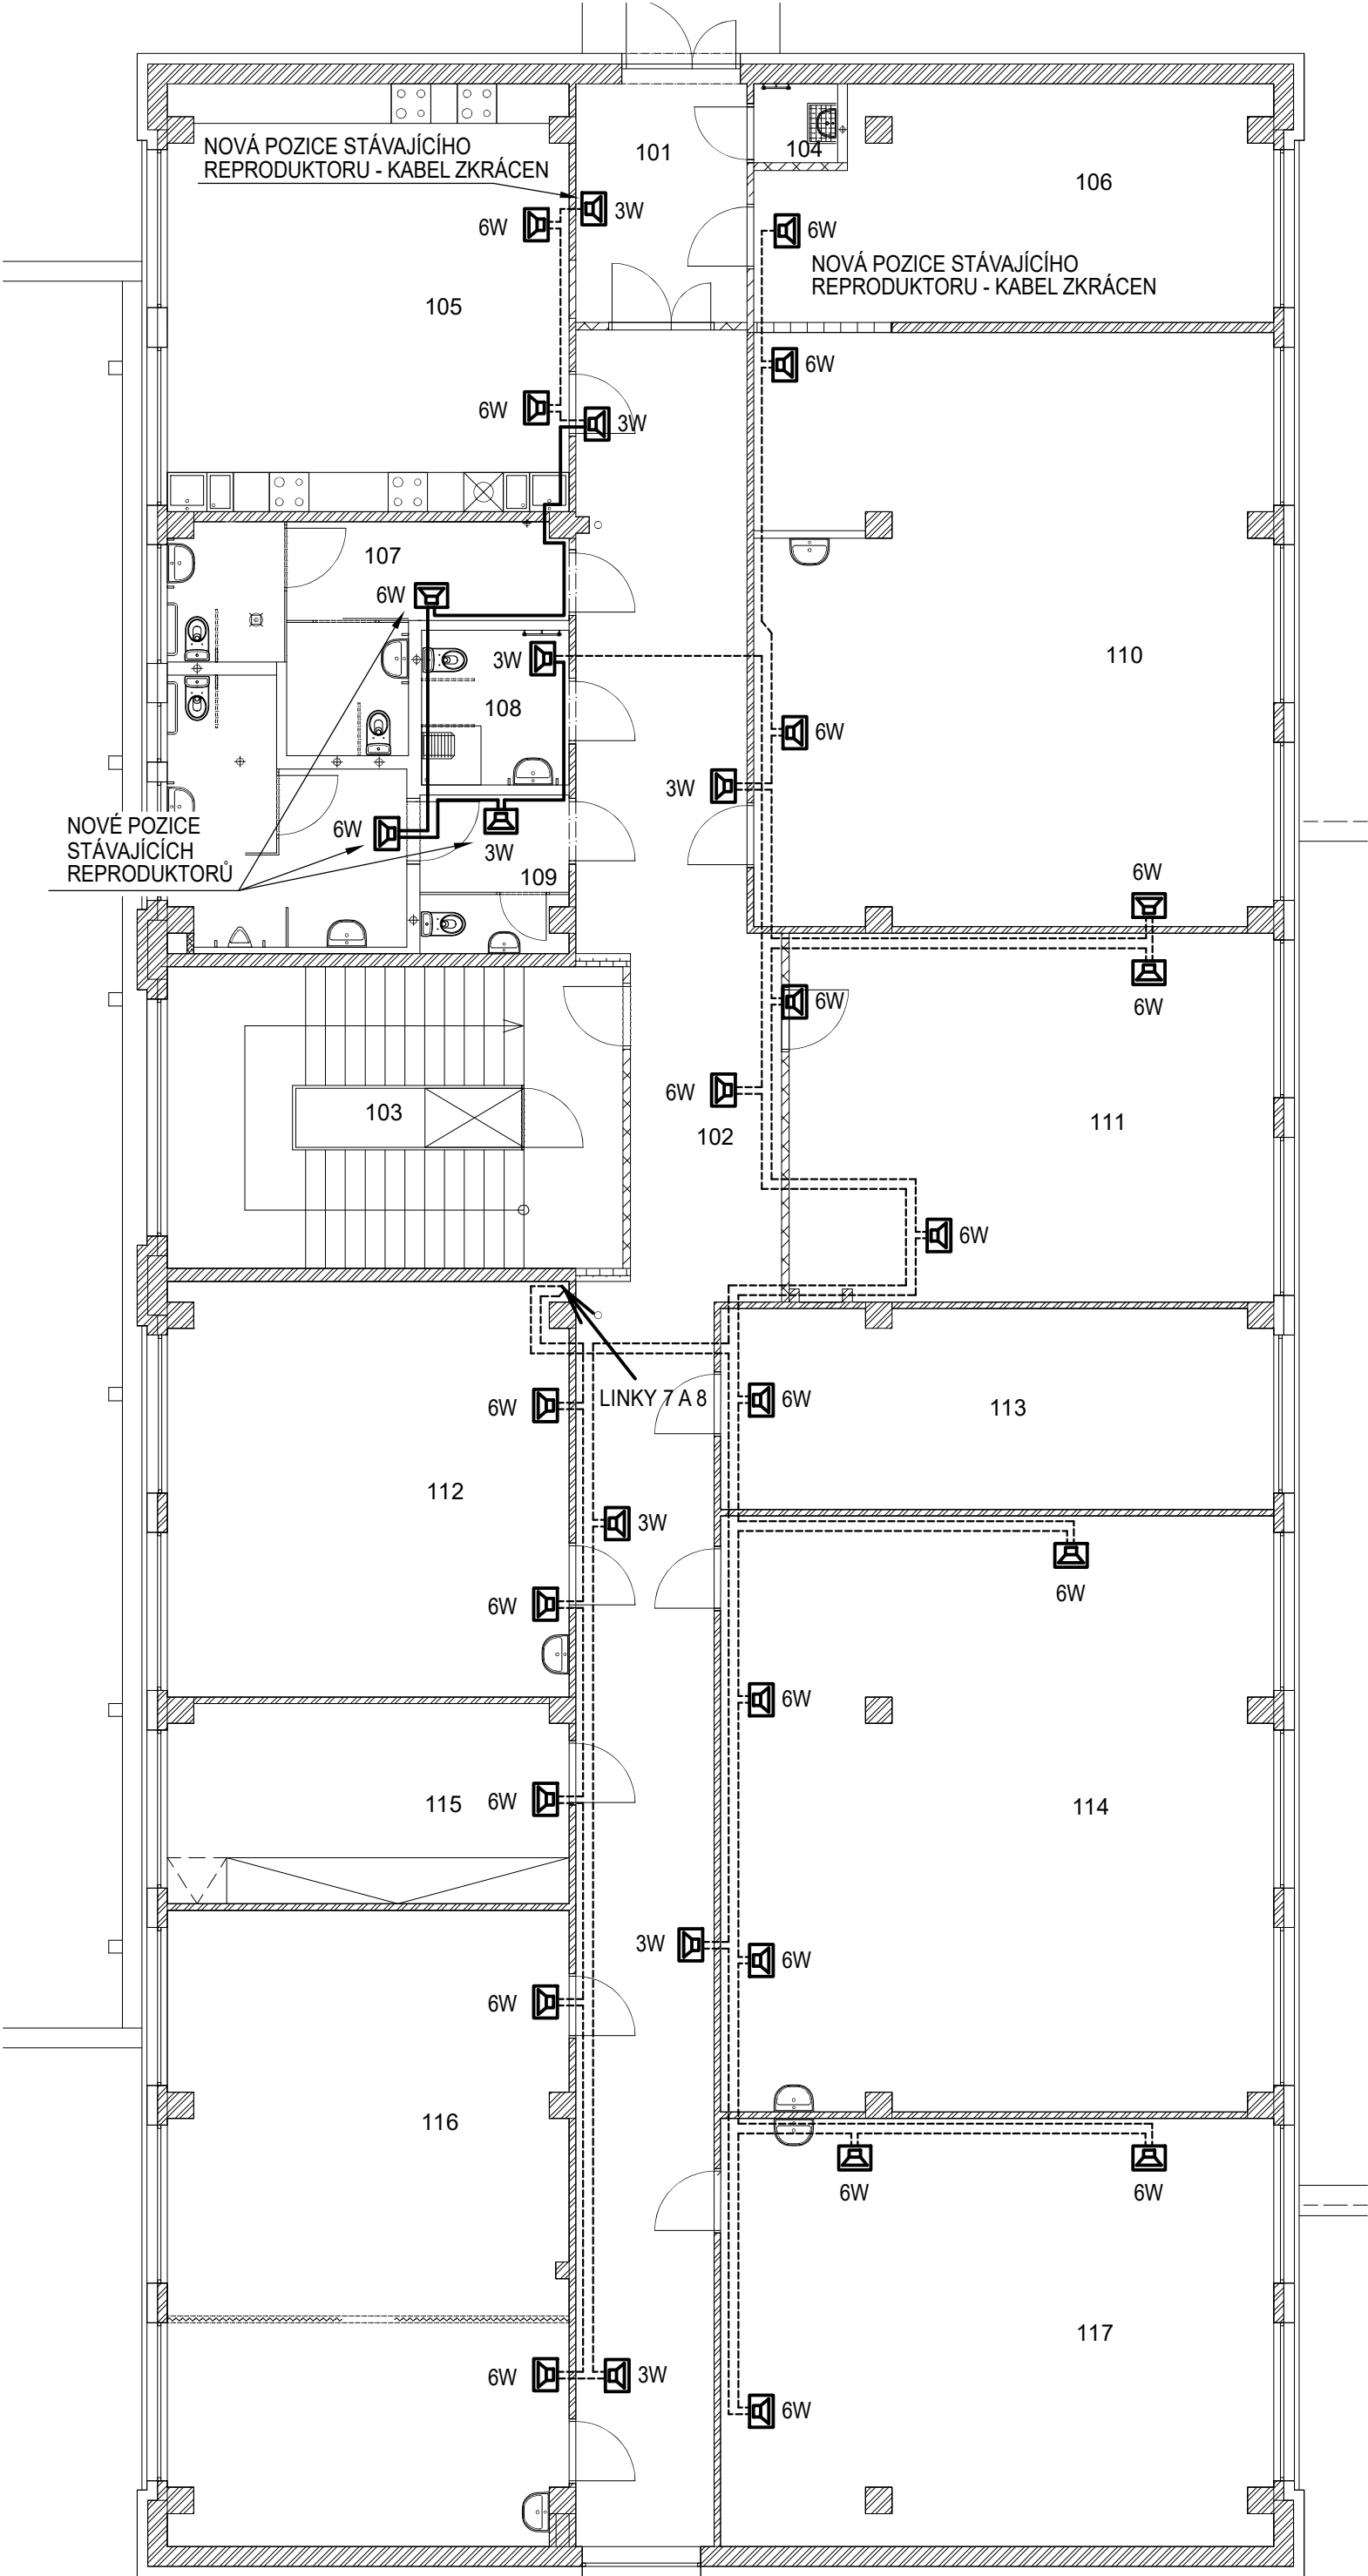 NOVÁ POZICE STÁVAJÍCÍHO
REPRODUKTORU - KABEL ZKRÁCEN
101
104
106
3W
6W
6W
NOVÁ POZICE STÁVAJÍCÍHO
REPRODUKTORU - KABEL ZKRÁCEN
105
6W
6W
3W
107
6W
110
3W
108
6W
3W
NOVÉ POZICE
STÁVAJÍCÍCH
REPRODUKTORŮ
6W
3W
109
6W
6W
6W
6W
103
102
111
6W
LINKY 7 A 8
6W
6W
113
112
3W
6W
6W
6W
115
6W
114
3W
6W
6W
116
6W
6W
117
6W
3W
6W